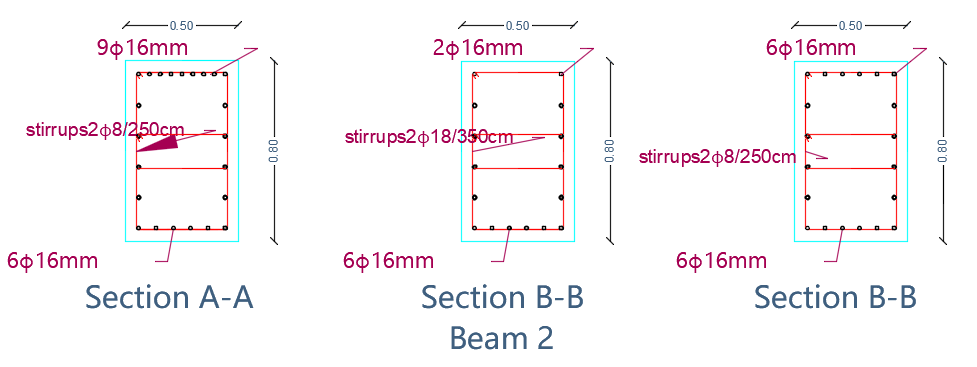 0.50
9ϕ16mm
stirrups2ϕ8/250cm
0.80
6ϕ16mm
Section A-A
0.50
2ϕ16mm
stirrups2ϕ18/350cm
0.80
6ϕ16mm
Section B-B
Beam 2
0.50
6ϕ16mm
stirrups2ϕ8/250cm
0.80
6ϕ16mm
Section B-B